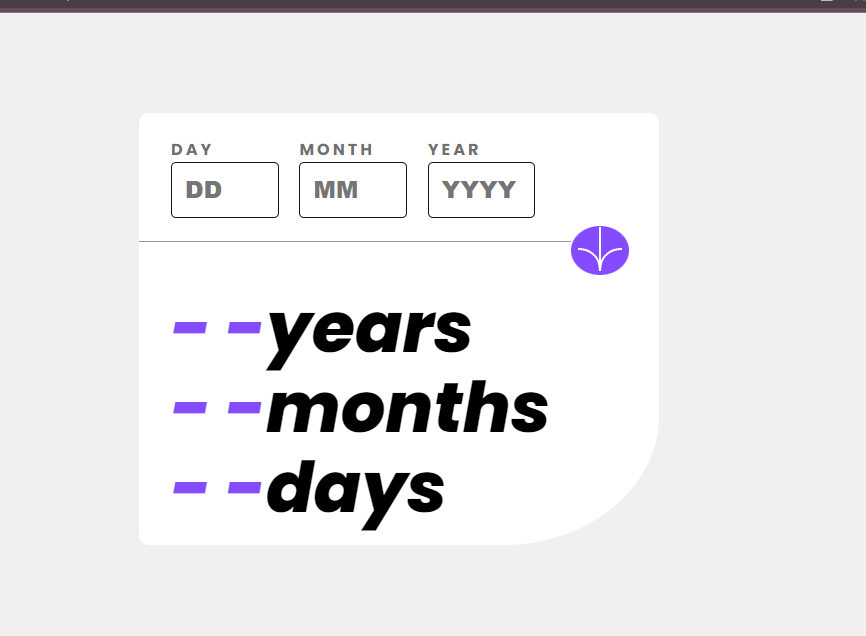 DAY MONTH YEAR
DD MM YYYY
- -years
- -months
- -days